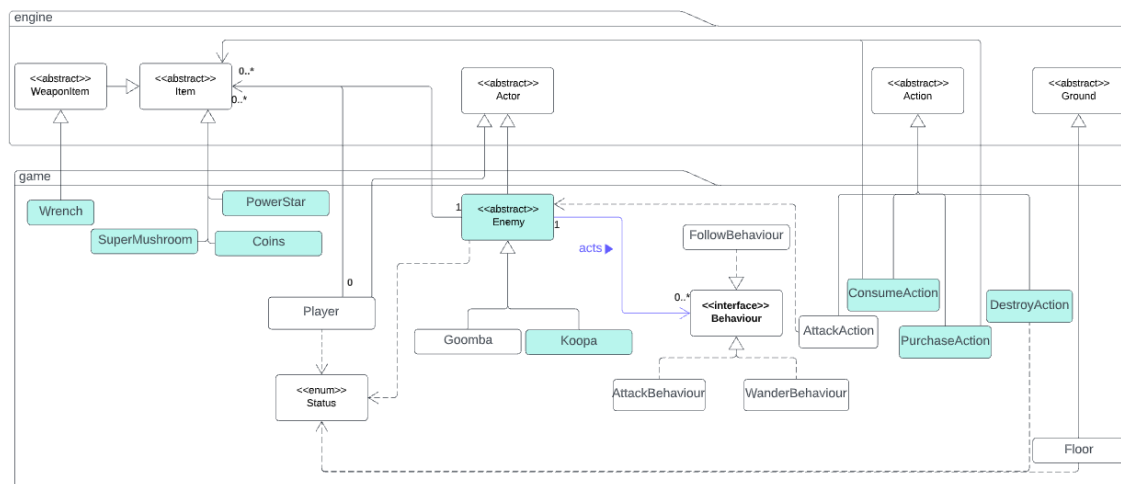 engine
<<abstract>>
WeaponItem
<<abstract>>
Item
0..*
0..*
<<abstract>>
Actor
<<abstract>>
Action
<<abstract>>
Ground
game
Wrench
PowerStar
SuperMushroom
Coins
1
<<abstract>>
Enemy
1
acts
FollowBehaviour
0
Player
0..*
<<interface>>
Behaviour
ConsumeAction
DestroyAction
AttackAction
PurchaseAction
Goomba
Koopa
<<enum>>
Status
AttackBehaviour
WanderBehaviour
Floor